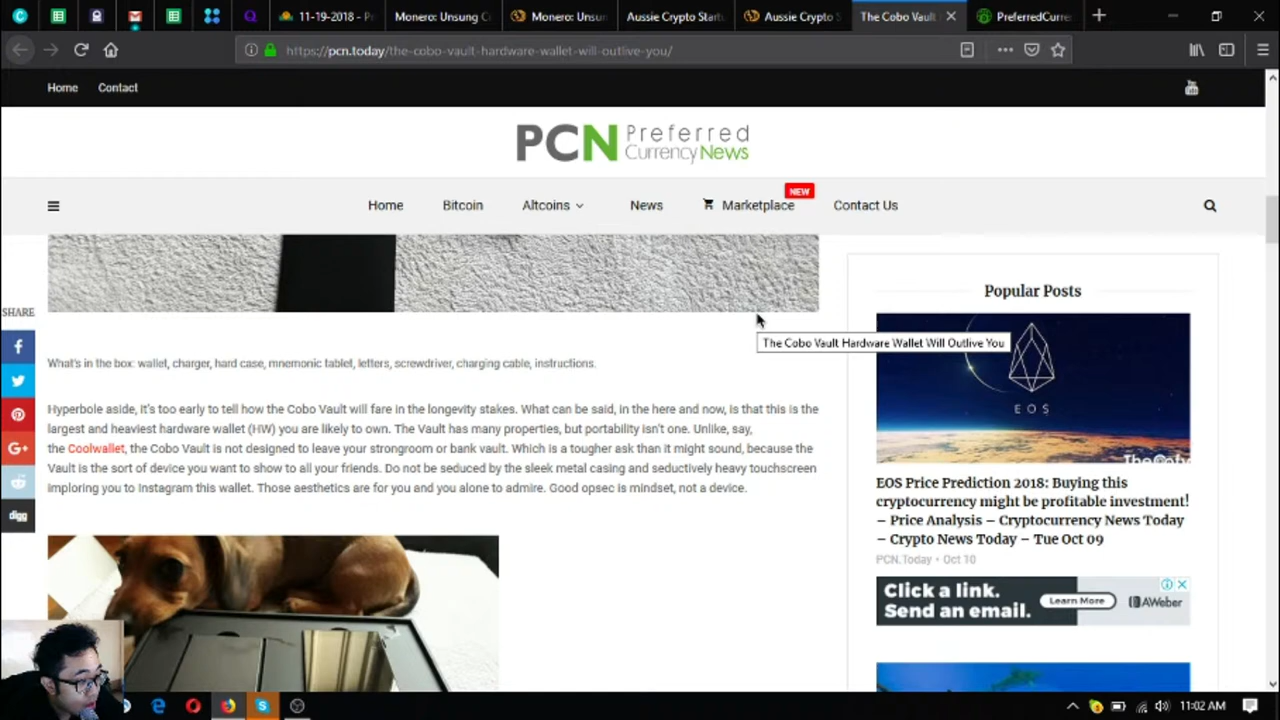 11-19-2018 - P
Monero: Unsung C
Monero: Unsun
Aussie Crypto Start
Aussie Crypto S
The Cobo Vault
PreferredCurre
https://pcn.today/the-cobo-vault-hardware-wallet-will-outlive-you/
Home Contact
You
PCN Preferred
Currency News
NEW
Home Bitcoin Altcoins News Marketplace Contact Us
SHARE
Popular Posts
The Cobo Vault Hardware Wallet Will Outlive You
EOS
What's in the box: wallet, charger, hard case, mnemonic tablet, letters, screwdriver, charging cable, instructions.
Hyperbole aside, it's too early to tell how the Cobo Vault will fare in the longevity stakes. What can be said, in the here and now, is that this is the
largest and heaviest hardware wallet (HW) you are likely to own. The Vault has many properties, but portability isn't one. Unlike, say,
the Coolwallet, the Cobo Vault is not designed to leave your strongroom or bank vault. Which is a tougher ask than it might sound, because the
Vault is the sort of device you want to show to all your friends. Do not be seduced by the sleek metal casing and seductively heavy touchscreen
imploring you to Instagram this wallet. Those aesthetics are for you and you alone to admire. Good opsec is mindset, not a device.
digg
EOS Price Prediction 2018: Buying this
cryptocurrency might be profitable investment!
– Price Analysis – Cryptocurrency News Today
– Crypto News Today – Tue Oct 09
PCN.Today • Oct 10
Click a link.
Send an email.
Learn More
AWeber
11:02 AM